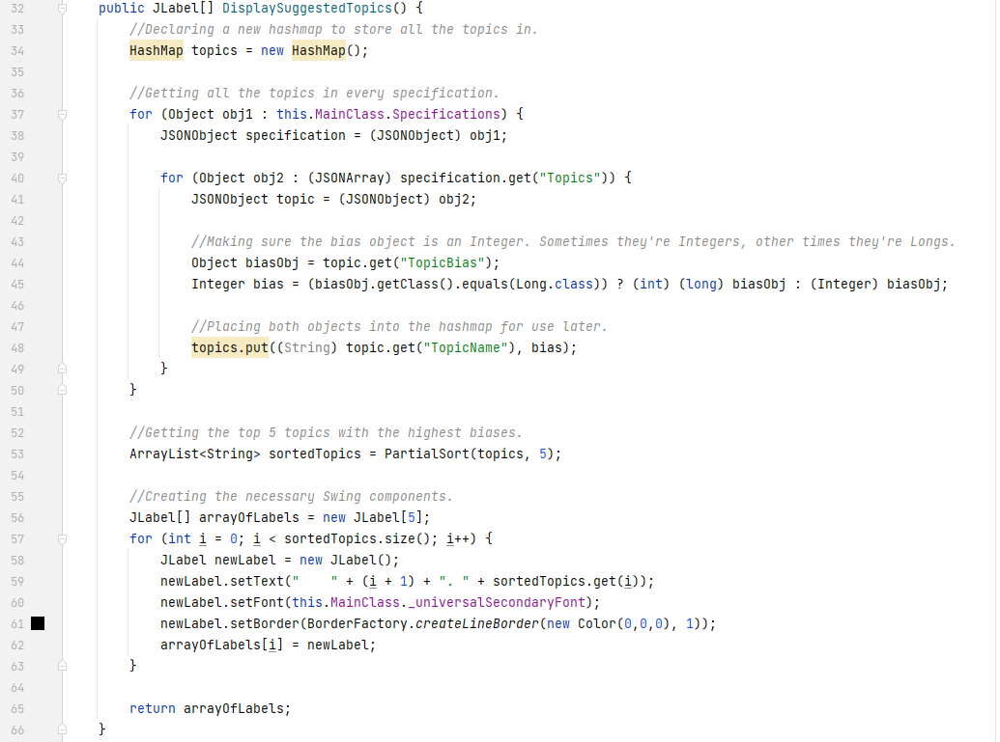 32 public JLabel[] DisplaySuggestedTopics() {
33 //Declaring a new hashmap to store all the topics in.
34 HashMap topics = new HashMap();
35
36 //Getting all the topics in every specification.
37 for (Object obj1 : this.MainClass.Specifications) {
38 JSONObject specification = (JSONObject) obj1;
39
40 for (Object obj2 : (JSONArray) specification.get("Topics")) {
41 JSONObject topic = (JSONObject) obj2;
42
43 //Making sure the bias object is an Integer. Sometimes they're Integers, other times they're Longs.
44 Object biasObj = topic.get("TopicBias");
45 Integer bias = (biasObj.getClass().equals(Long.class)) ? (int) (long) biasObj : (Integer) biasObj;
46
47 //Placing both objects into the hashmap for use later.
48 topics.put((String) topic.get("TopicName"), bias);
49 }
50 }
51
52 //Getting the top 5 topics with the highest biases.
53 ArrayList<String> sortedTopics = PartialSort(topics, 5);
54
55 //Creating the necessary Swing components.
56 JLabel[] arrayOfLabels = new JLabel[5];
57 for (int i = 0; i < sortedTopics.size(); i++) {
58 JLabel newLabel = new JLabel();
59 newLabel.setText("    " + (i + 1) + ". " + sortedTopics.get(i));
60 newLabel.setFont(this.MainClass._universalSecondaryFont);
61 newLabel.setBorder(BorderFactory.createLineBorder(new Color(0,0,0), 1));
62 arrayOfLabels[i] = newLabel;
63 }
64
65 return arrayOfLabels;
66 }